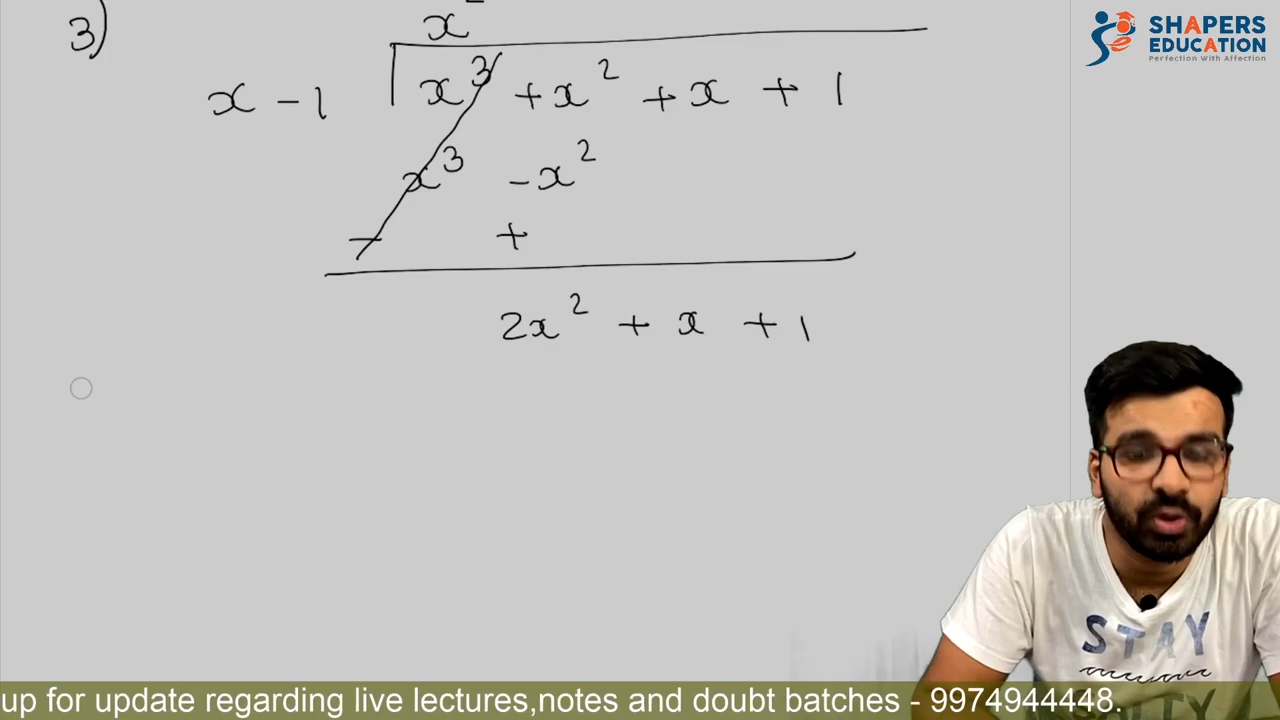 SHAPERS
EDUCATION
Perfection With Affection
3)
x²
x - 1 x³ + x² + x + 1
x³ - x²
- +
2x² + x + 1
STAY
up for update regarding live lectures,notes and doubt batches - 9974944448.